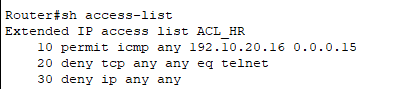 Router#sh access-list
Extended IP access list ACL_HR
10 permit icmp any 192.10.20.16 0.0.0.15
20 deny tcp any any eq telnet
30 deny ip any any